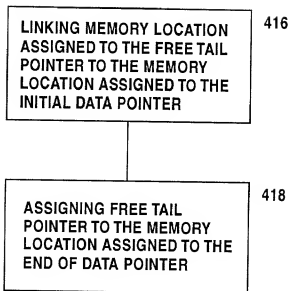 LINKING MEMORY LOCATION
ASSIGNED TO THE FREE TAIL
POINTER TO THE MEMORY
LOCATION ASSIGNED TO THE
INITIAL DATA POINTER
416
ASSIGNING FREE TAIL
POINTER TO THE MEMORY
LOCATION ASSIGNED TO THE
END OF DATA POINTER
418